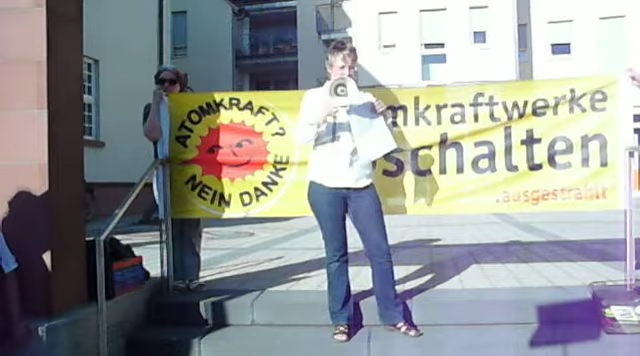 ATOMKRAFT?
NEIN DANKE
mkraftwerke
schalten
.ausgestrahlt